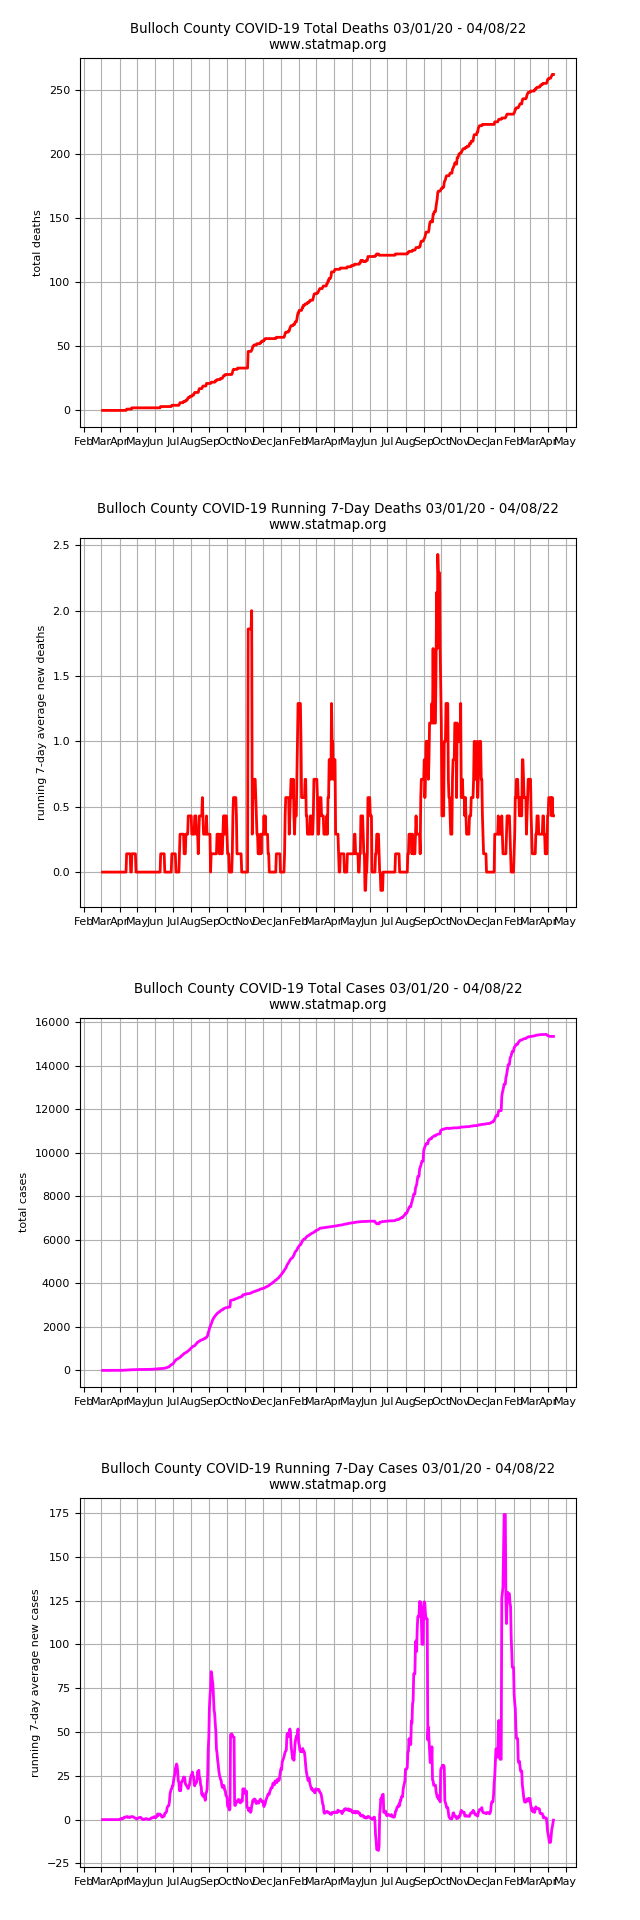 Bulloch County COVID-19 Total Deaths 03/01/20 - 04/08/22
www.statmap.org
250
200
150
100
50
0
total deaths
Feb Mar Apr May Jun Jul Aug Sep Oct Nov Dec Jan Feb Mar Apr May Jun Jul Aug Sep Oct Nov Dec Jan Feb Mar Apr May
Bulloch County COVID-19 Running 7-Day Deaths 03/01/20 - 04/08/22
www.statmap.org
2.5
2.0
1.5
1.0
0.5
0.0
running 7-day average new deaths
Feb Mar Apr May Jun Jul Aug Sep Oct Nov Dec Jan Feb Mar Apr May Jun Jul Aug Sep Oct Nov Dec Jan Feb Mar Apr May
Bulloch County COVID-19 Total Cases 03/01/20 - 04/08/22
www.statmap.org
16000
14000
12000
10000
8000
6000
4000
2000
0
total cases
Feb Mar Apr May Jun Jul Aug Sep Oct Nov Dec Jan Feb Mar Apr May Jun Jul Aug Sep Oct Nov Dec Jan Feb Mar Apr May
Bulloch County COVID-19 Running 7-Day Cases 03/01/20 - 04/08/22
www.statmap.org
175
150
125
100
75
50
25
0
−25
running 7-day average new cases
Feb Mar Apr May Jun Jul Aug Sep Oct Nov Dec Jan Feb Mar Apr May Jun Jul Aug Sep Oct Nov Dec Jan Feb Mar Apr May